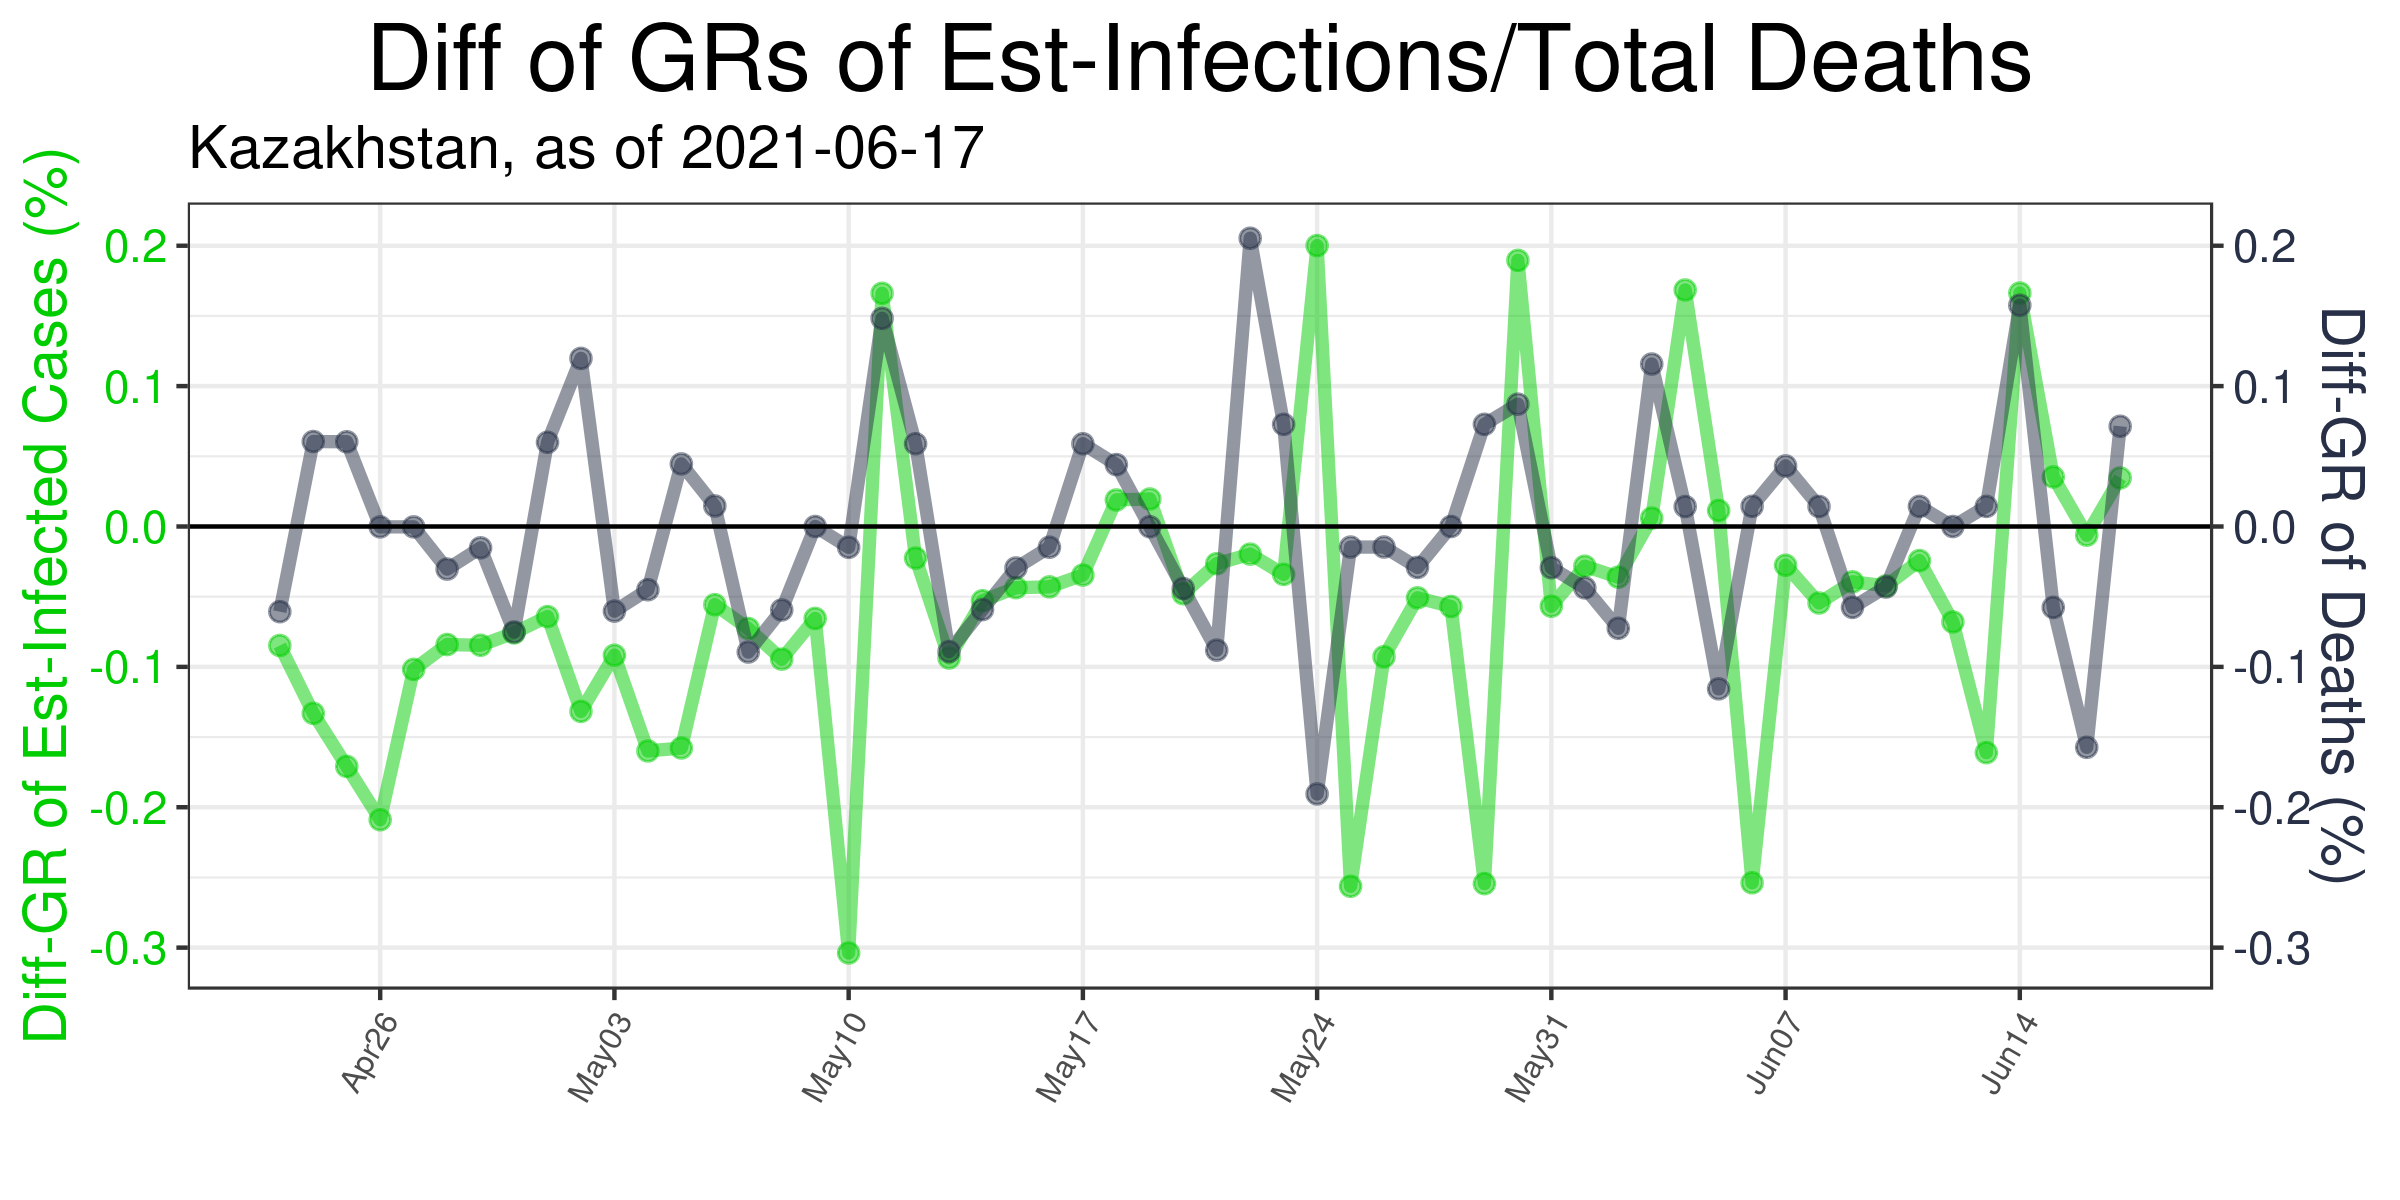 Diff of GRs of Est-Infections/Total Deaths
Kazakhstan, as of 2021-06-17
Diff-GR of Est-Infected Cases (%)
0.2
0.1
0.0
-0.1
-0.2
-0.3
0.2
0.1
0.0
-0.1
-0.2
-0.3
Diff-GR of Deaths (%)
Apr26
May03
May10
May17
May24
May31
Jun07
Jun14